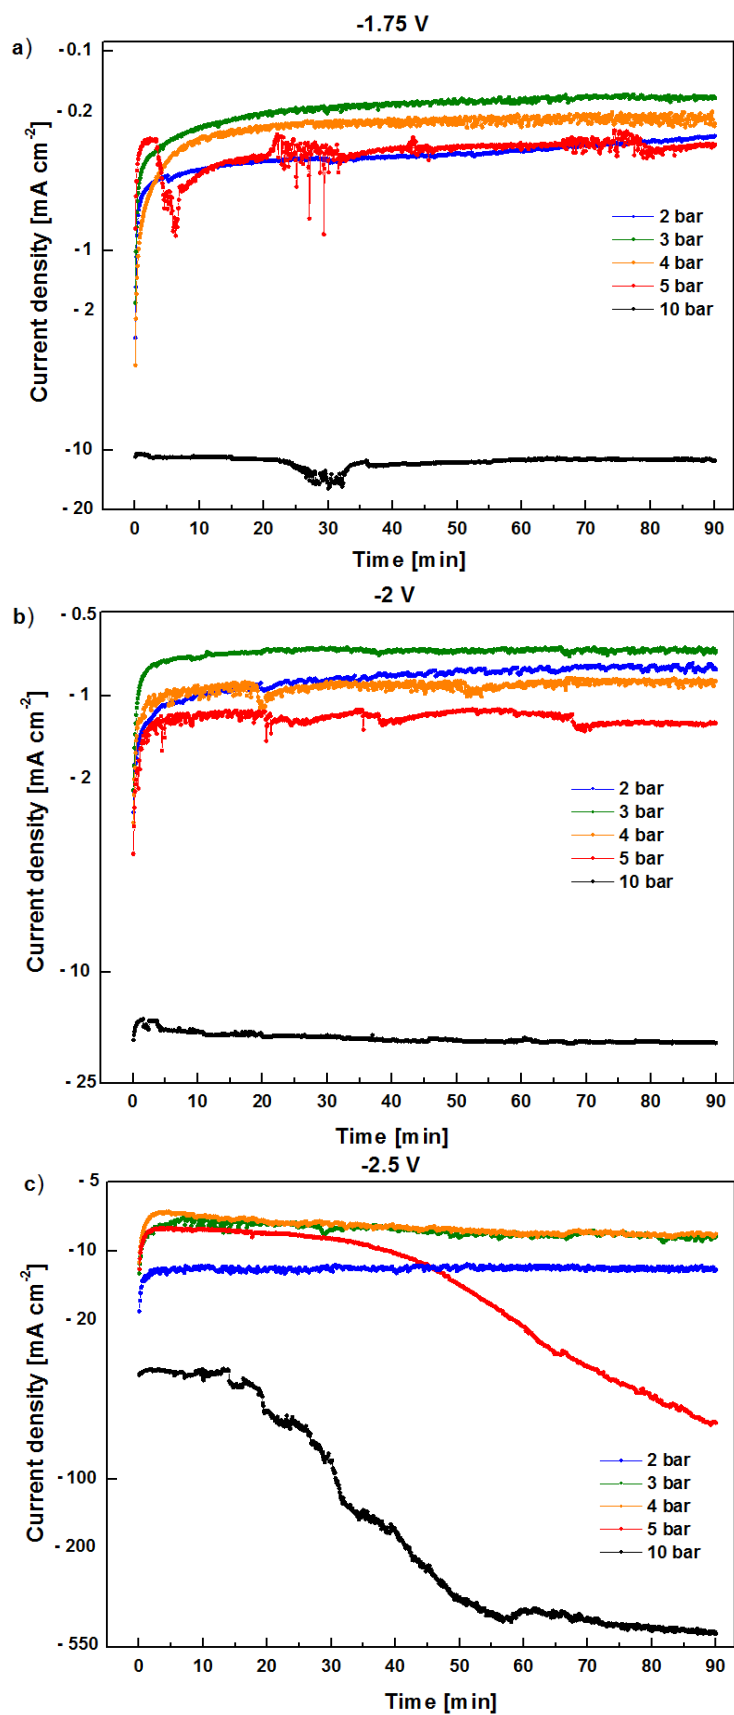 -1.75 V
a)
- 0.1
- 0.2
-1
- 2
-10
- 20
Current density [mA cm-2]
2 bar
3 bar
4 bar
5 bar
10 bar
0 10 20 30 40 50 60 70 80 90
Time [min]
-2 V
b)
- 0.5
- 1
- 2
- 10
- 25
Current density [mA cm-2]
2 bar
3 bar
4 bar
5 bar
10 bar
0 10 20 30 40 50 60 70 80 90
Time [min]
-2.5 V
c)
- 5
- 10
- 20
- 100
- 200
- 550
Current density [mA cm-2]
2 bar
3 bar
4 bar
5 bar
10 bar
0 10 20 30 40 50 60 70 80 90
Time [min]